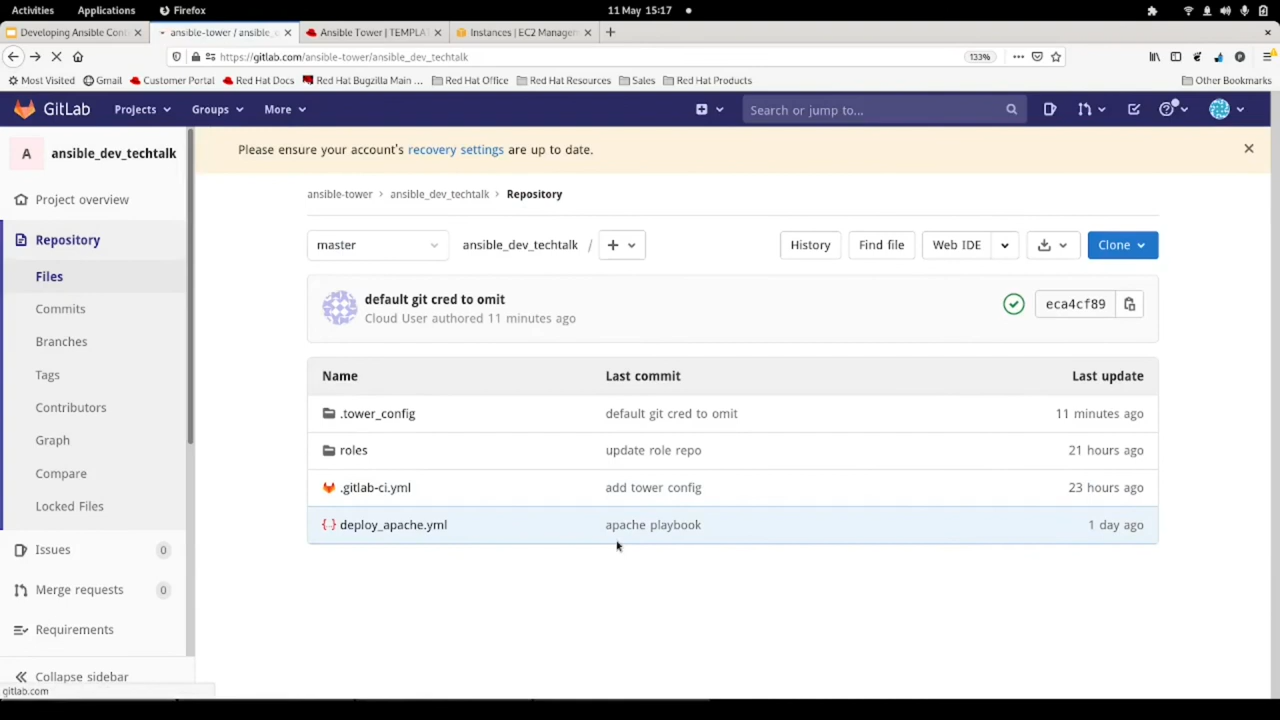 Activities Applications Firefox 11 May 15:17
Developing Ansible Con ansible-tower / ansible_c Ansible Tower | TEMPLA Instances | EC2 Manager
https://gitlab.com/ansible-tower/ansible_dev_techtalk 133%
Most Visited Gmail Customer Portal Red Hat Docs Red Hat Bugzilla Main ... Red Hat Office Red Hat Resources Sales Red Hat Products Other Bookmarks
GitLab Projects Groups More Search or jump to...
A ansible_dev_techtalk
Please ensure your account's recovery settings are up to date.
Project overview
Repository
Files
Commits
Branches
Tags
Contributors
Graph
Compare
Locked Files
Issues 0
Merge requests 0
Requirements
Collapse sidebar
gitlab.com
ansible-tower > ansible_dev_techtalk > Repository
master ansible_dev_techtalk / + History Find file Web IDE Clone
default git cred to omit
Cloud User authored 11 minutes ago
eca4cf89
Name Last commit Last update
.tower_config default git cred to omit 11 minutes ago
roles update role repo 21 hours ago
.gitlab-ci.yml add tower config 23 hours ago
deploy_apache.yml apache playbook 1 day ago